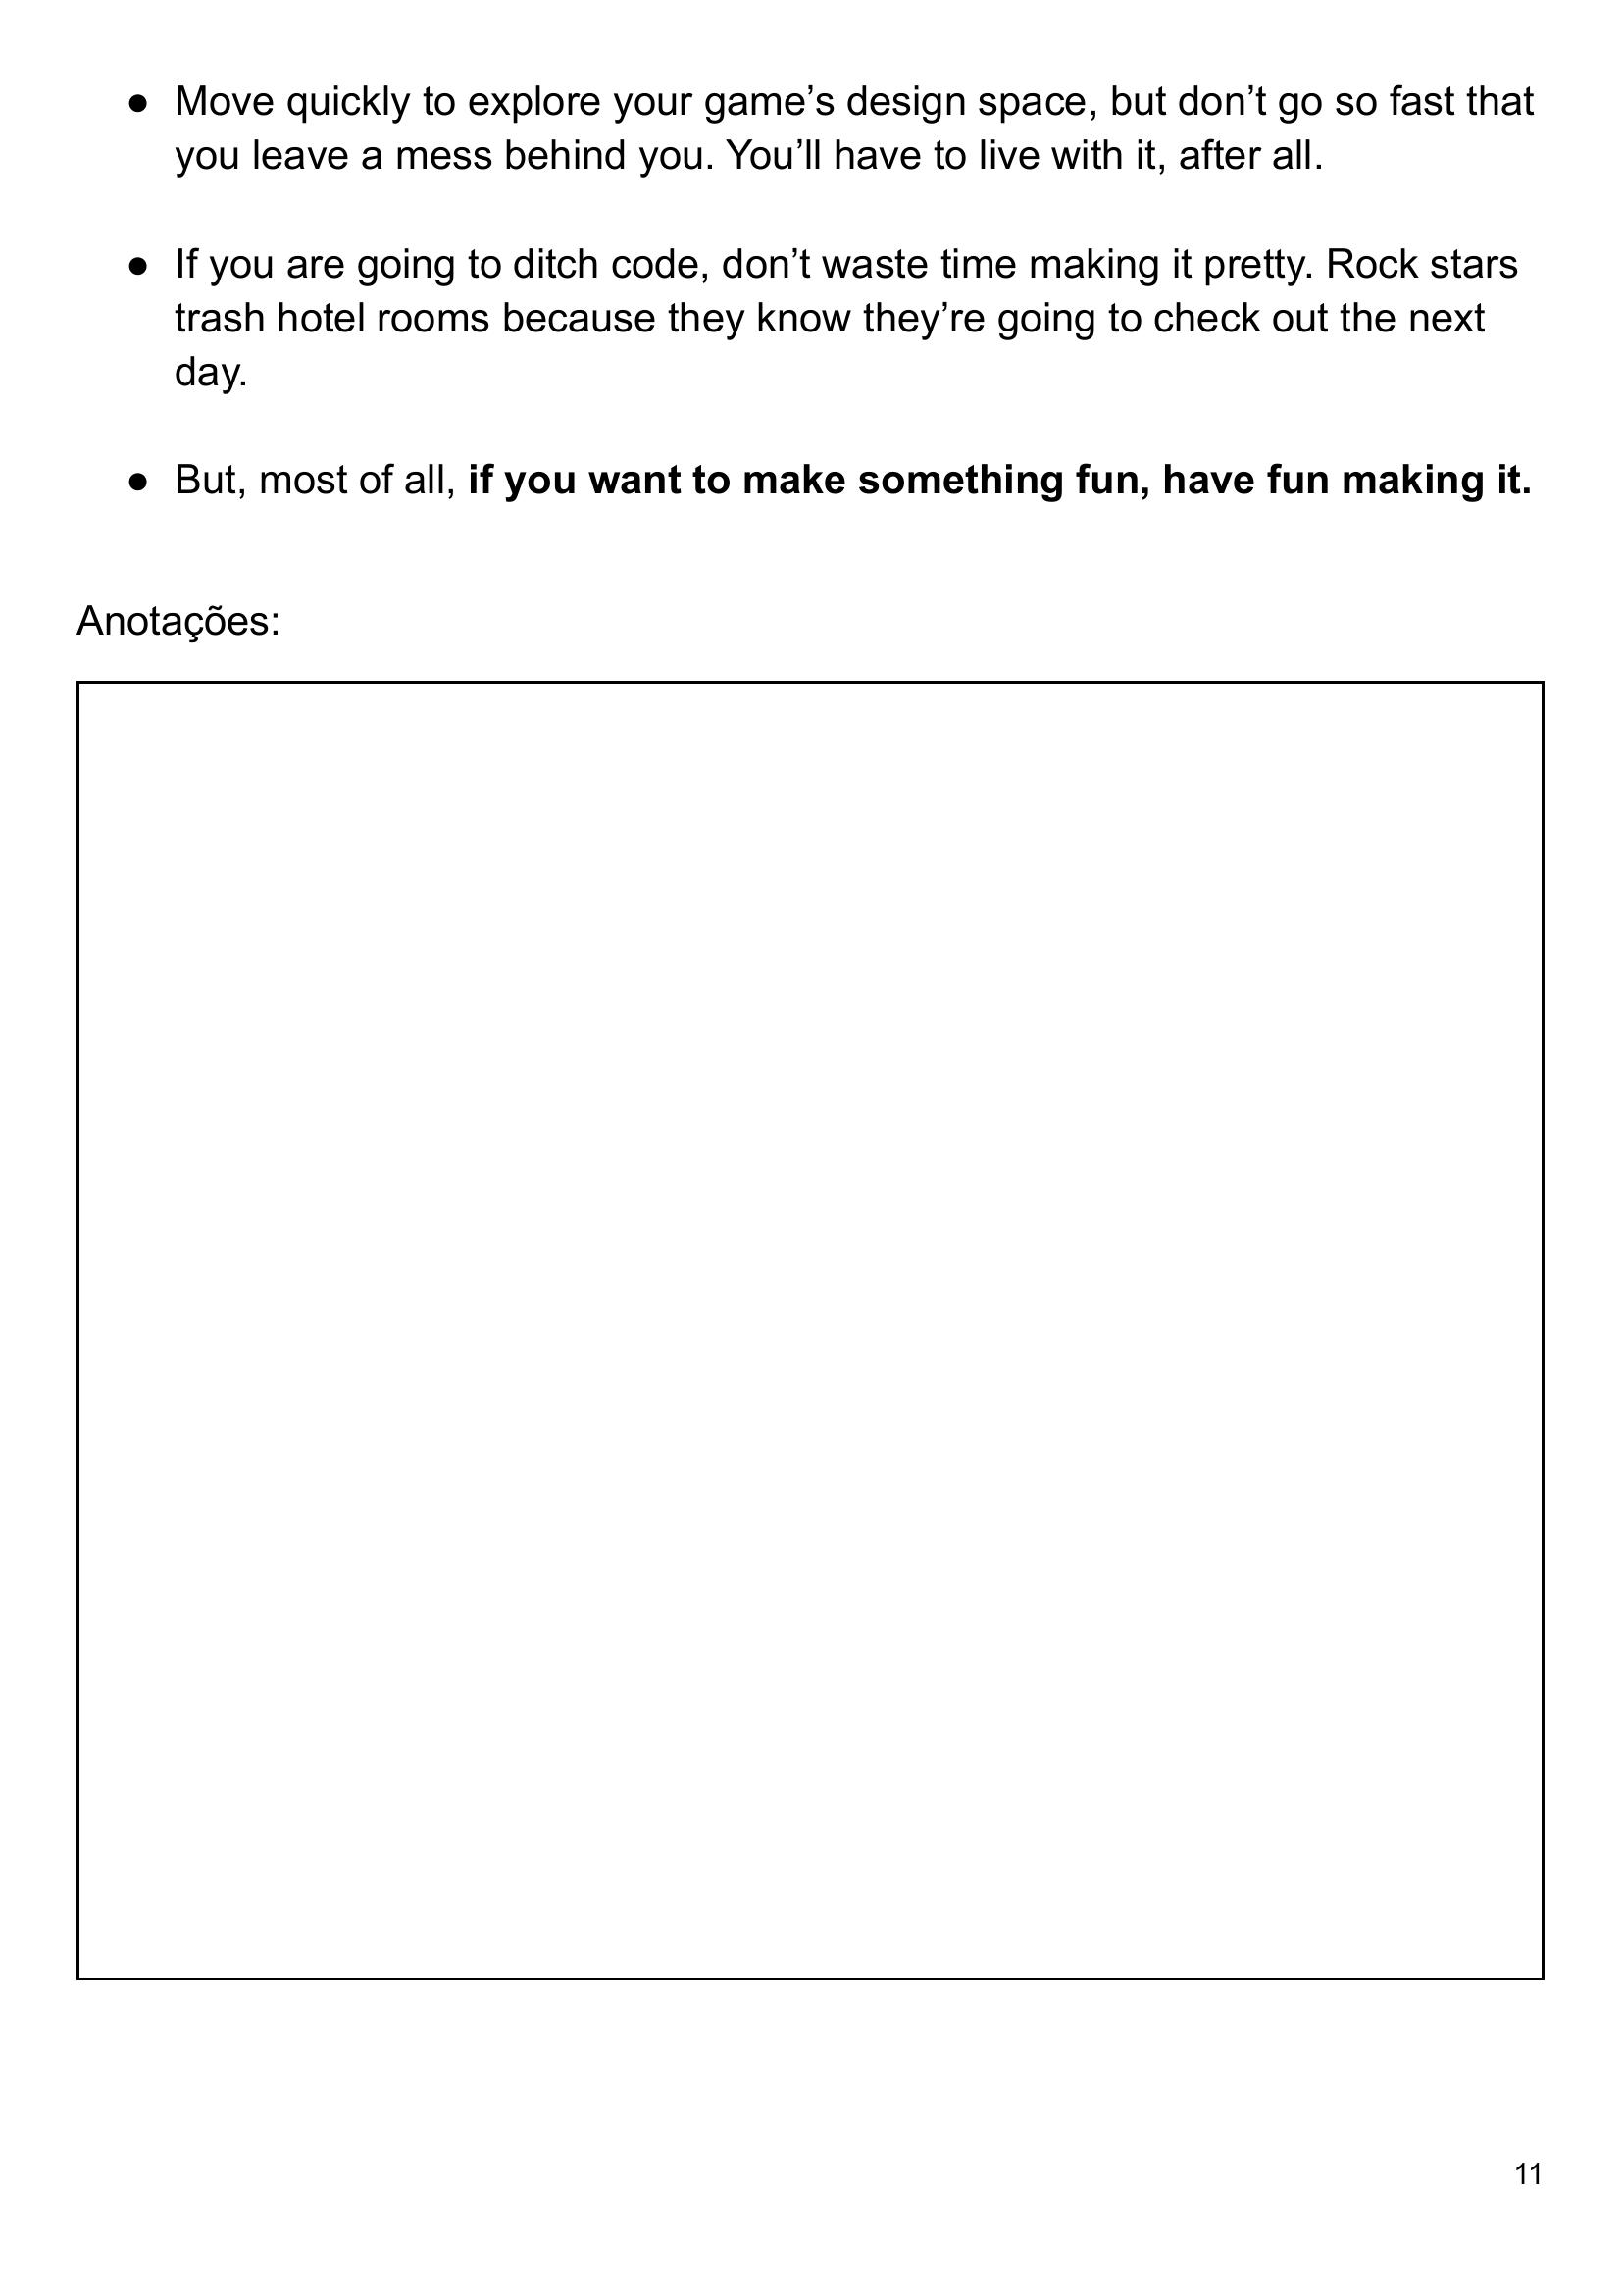 ● Move quickly to explore your game’s design space, but don’t go so fast that
you leave a mess behind you. You’ll have to live with it, after all.
● If you are going to ditch code, don’t waste time making it pretty. Rock stars
trash hotel rooms because they know they’re going to check out the next
day.
● But, most of all, if you want to make something fun, have fun making it.
Anotações:
11